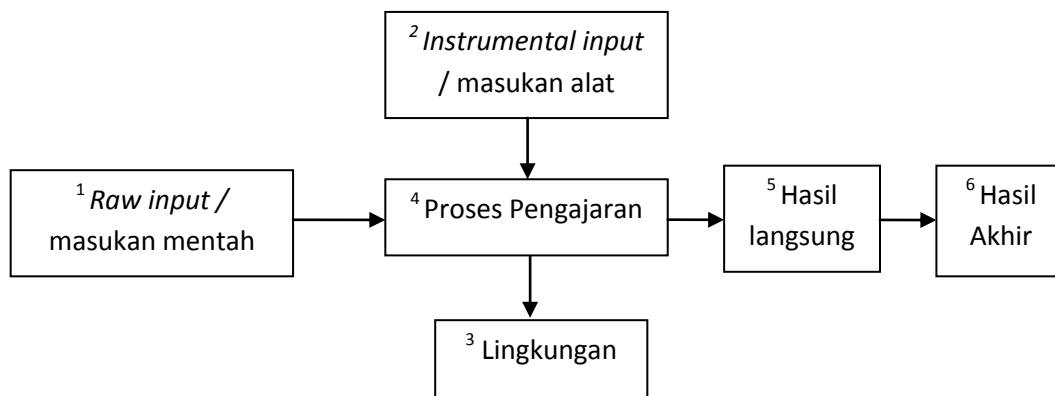 2 Instrumental input
/ masukan alat
1 Raw input /
masukan mentah
4 Proses Pengajaran
5 Hasil
langsung
6 Hasil
Akhir
3 Lingkungan